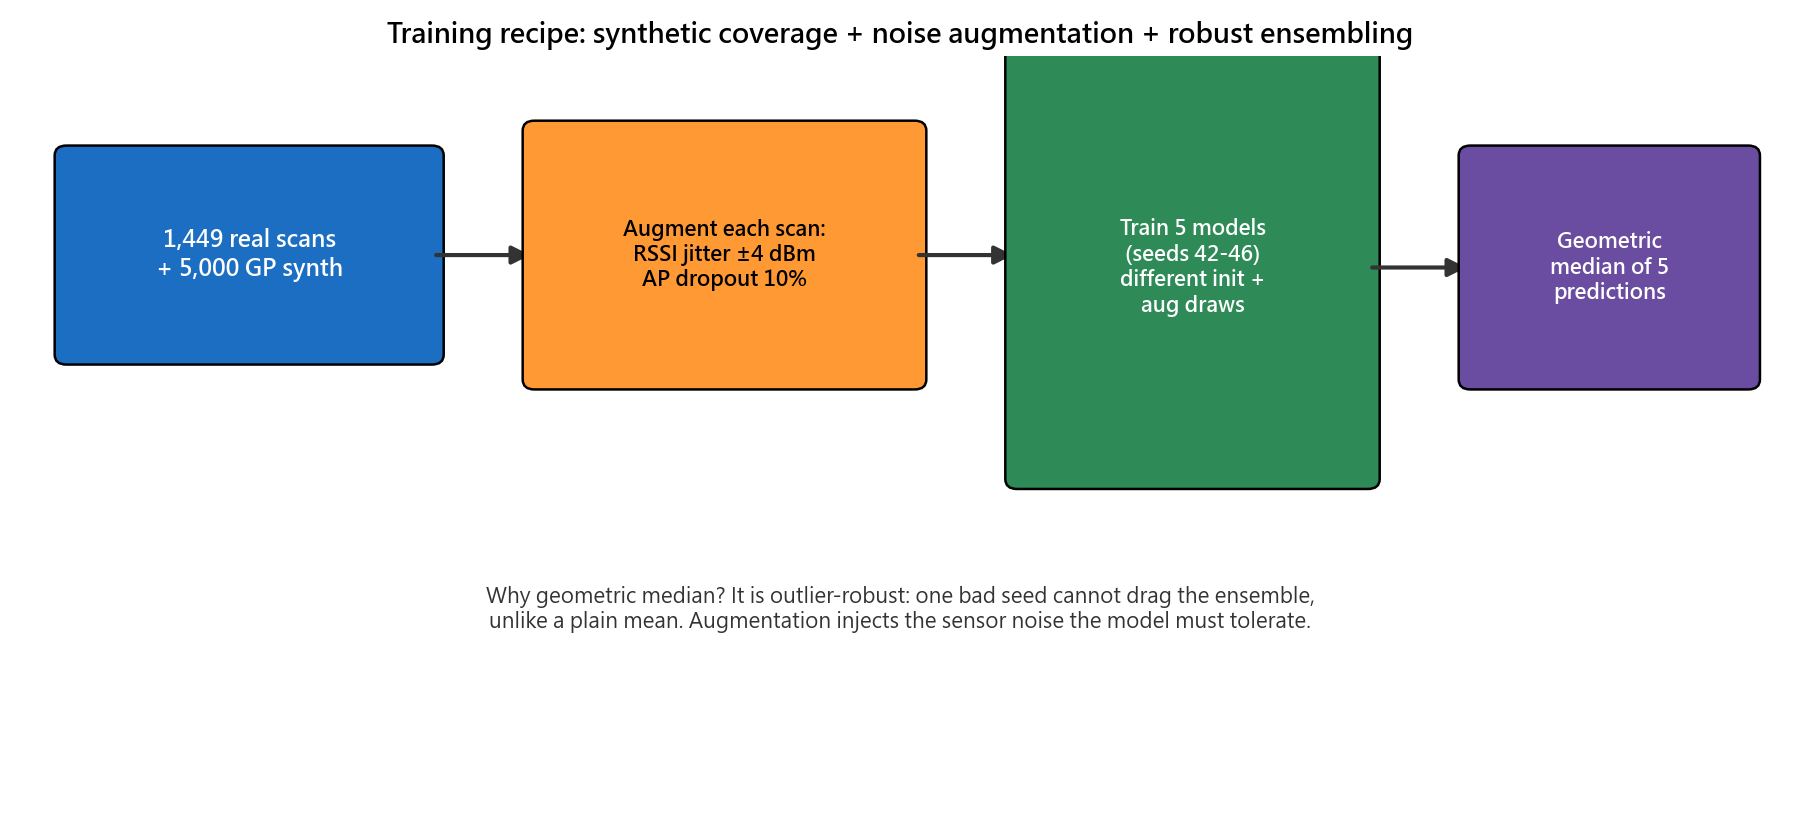 Training recipe: synthetic coverage + noise augmentation + robust ensembling
1,449 real scans
+ 5,000 GP synth
Augment each scan:
RSSI jitter ±4 dBm
AP dropout 10%
Train 5 models
(seeds 42-46)
different init +
aug draws
Geometric
median of 5
predictions
Why geometric median? It is outlier-robust: one bad seed cannot drag the ensemble,
unlike a plain mean. Augmentation injects the sensor noise the model must tolerate.